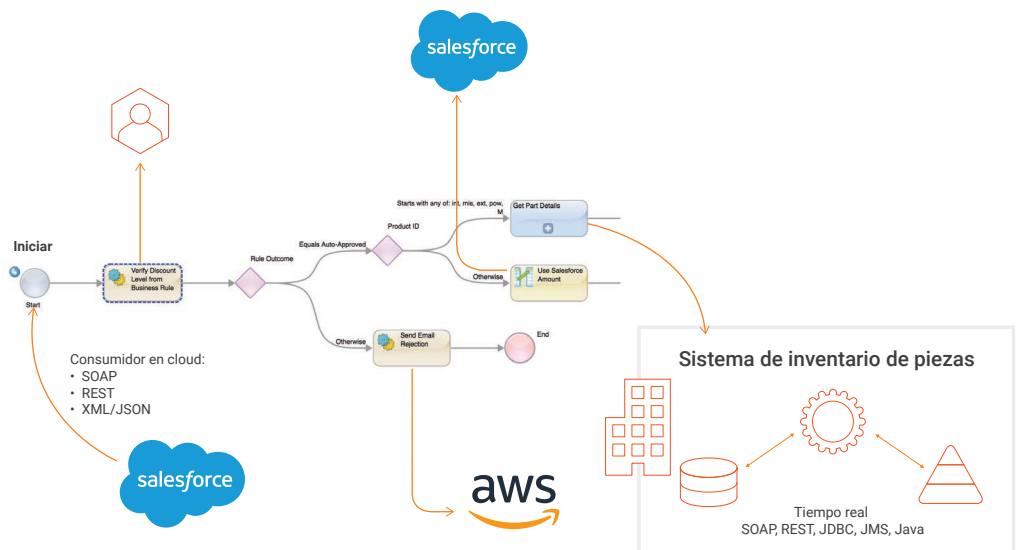 salesforce
Starts with any of: int, mis, ext, pow,
M
Get Part Details
Product ID
Iniciar
Equals Auto-Approved
Rule Outcome
Verify Discount
Level from
Business Rule
Otherwise
Use Salesforce
Amount
Start
Otherwise
Send Email
Rejection
End
Consumidor en cloud:
• SOAP
• REST
• XML/JSON
Sistema de inventario de piezas
salesforce
aws
Tiempo real
SOAP, REST, JDBC, JMS, Java